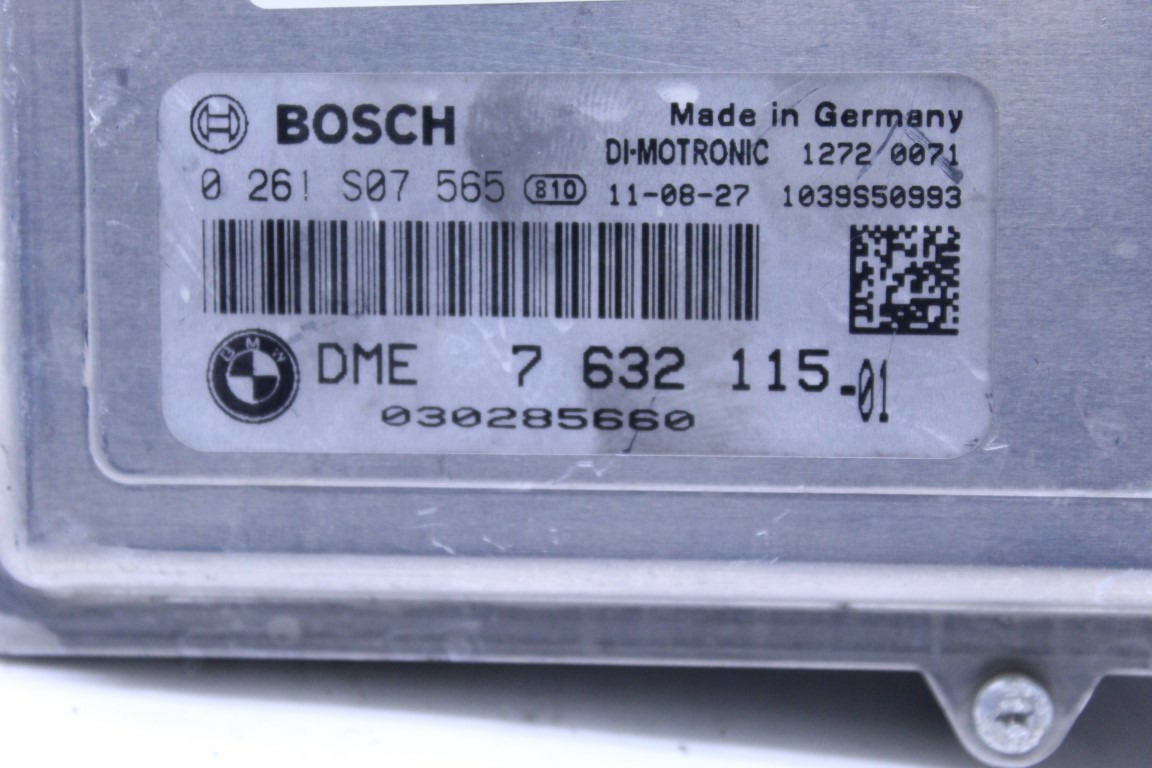 BOSCH Made in Germany
DI·MOTRONIC 1272 0071
0 261 S07 565 810 11-08-27 1039S50993
BMW DME 7 632 115-01
030285660